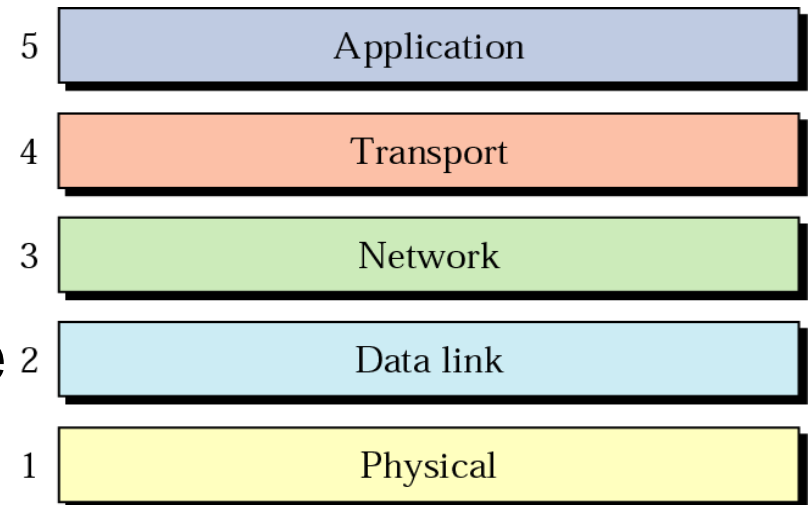 5 Application
4 Transport
3 Network
e 2 Data link
1 Physical